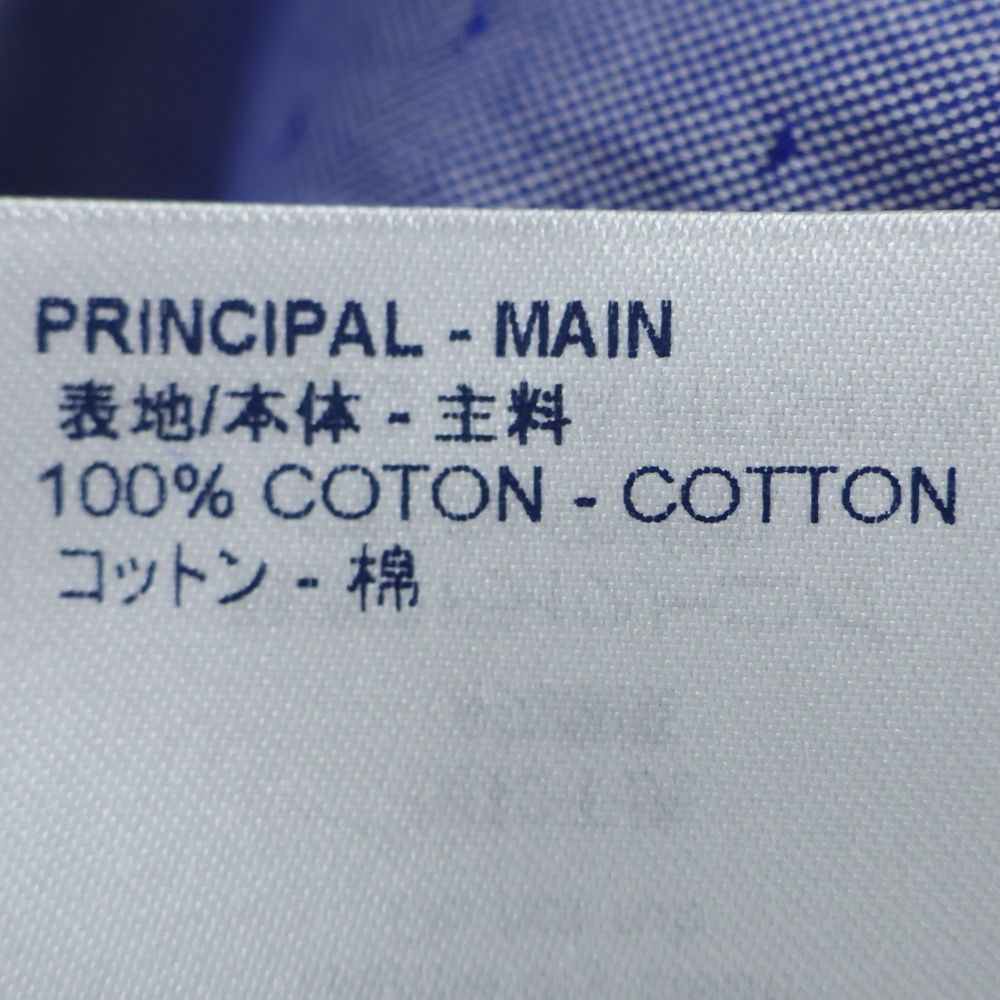 PRINCIPAL - MAIN
表地/本体 - 主料
100% COTON - COTTON
コットン - 棉